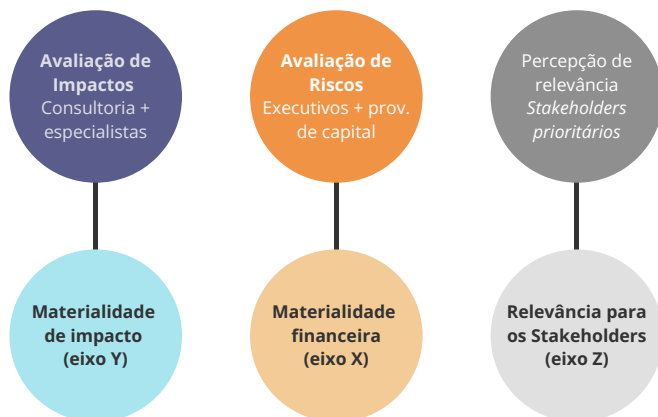 Avaliação de
Impactos
Consultoria +
especialistas
Avaliação de
Riscos
Executivos + prov.
de capital
Percepção de
relevância
Stakeholders
prioritários
Materialidade
de impacto
(eixo Y)
Materialidade
financeira
(eixo X)
Relevância para
os Stakeholders
(eixo Z)